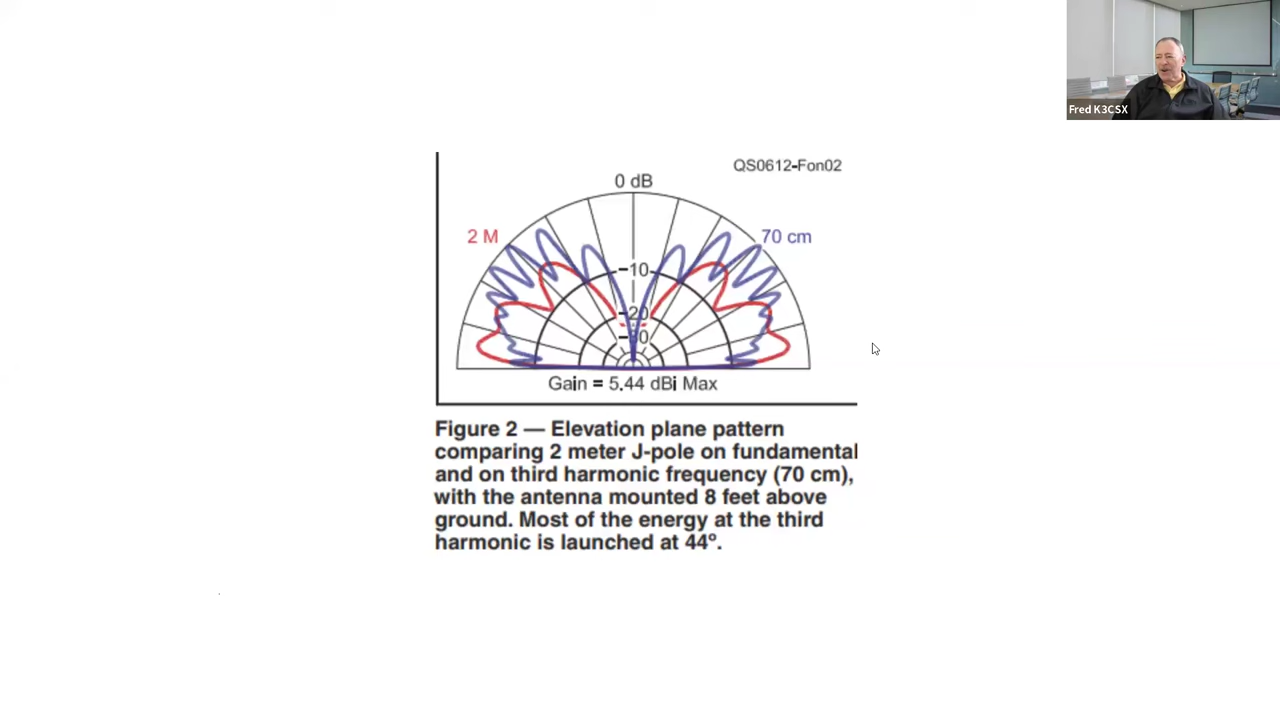 Fred K3CSX
QS0612-Fon02
0 dB
2 M
70 cm
−10
−20
−30
Gain = 5.44 dBi Max
Figure 2 — Elevation plane pattern
comparing 2 meter J-pole on fundamental
and on third harmonic frequency (70 cm),
with the antenna mounted 8 feet above
ground. Most of the energy at the third
harmonic is launched at 44º.